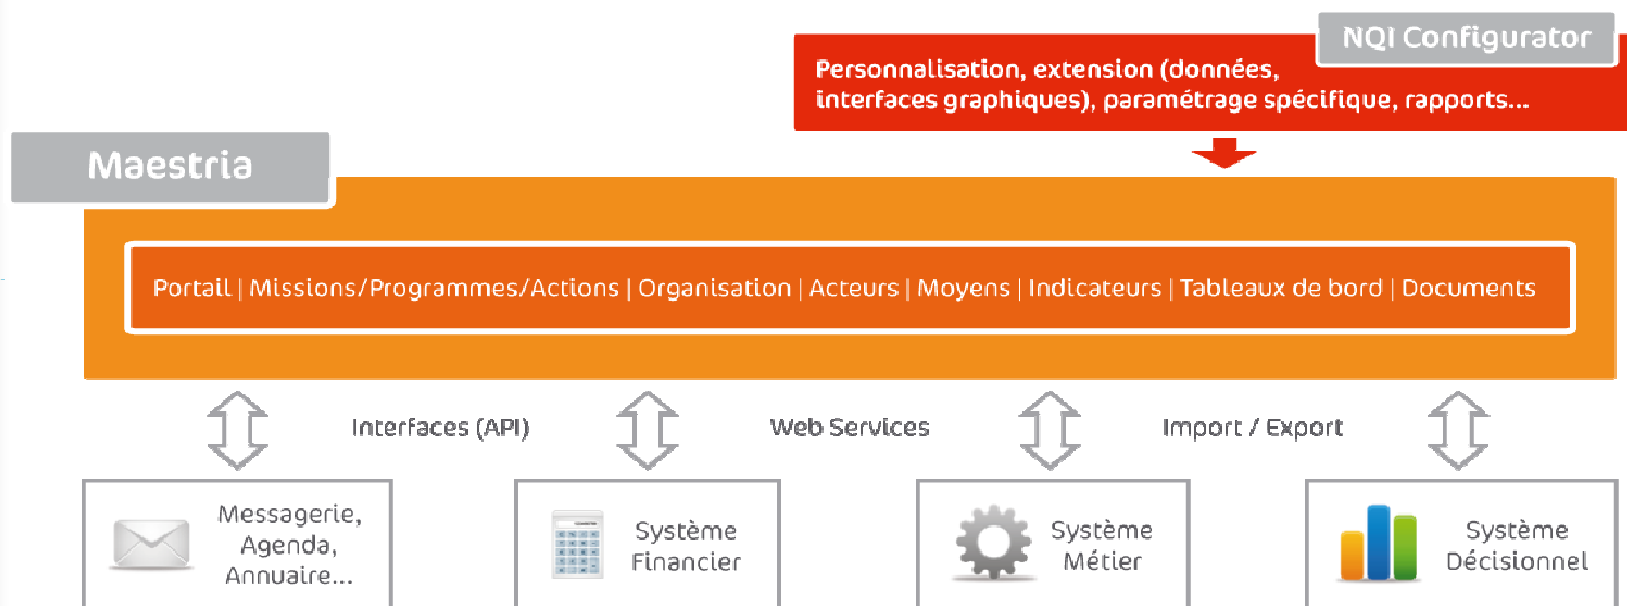 NQI Configurator
Personnalisation, extension (données,
interfaces graphiques), paramétrage spécifique, rapports...
Maestria
Portail | Missions/Programmes/Actions | Organisation | Acteurs | Moyens | Indicateurs | Tableaux de bord | Documents
Interfaces (API)
Web Services
Import / Export
Messagerie,
Agenda,
Annuaire...
Système
Financier
Système
Métier
Système
Décisionnel